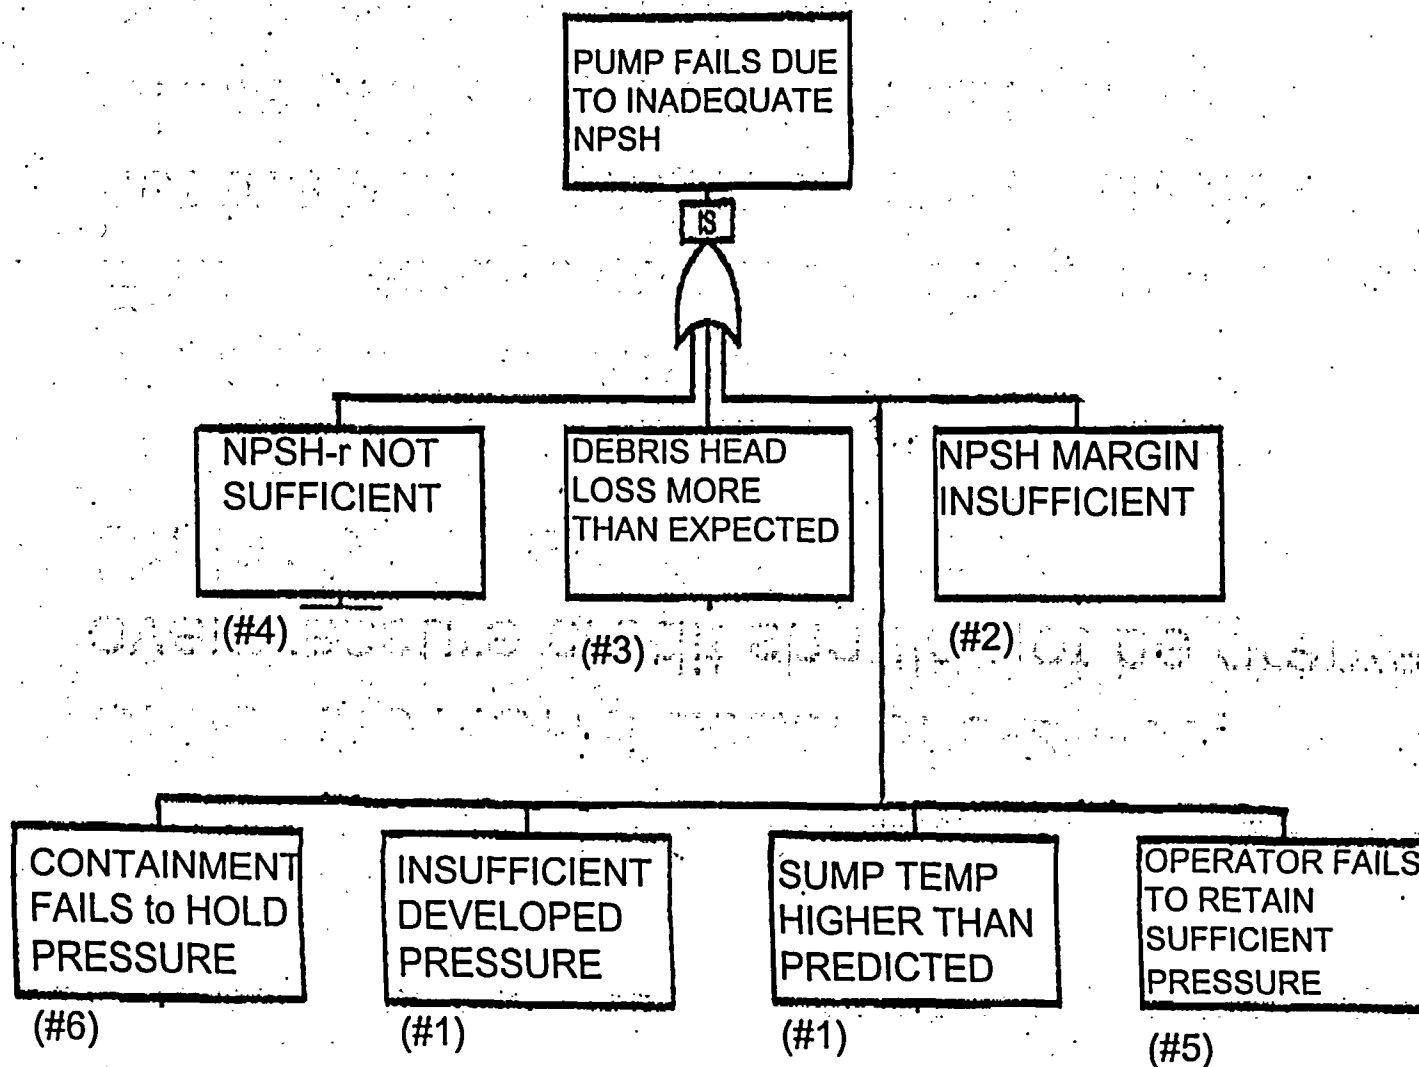 PUMP FAILS DUE
TO INADEQUATE
NPSH
IS
NPSH-r NOT
SUFFICIENT
(#4)
DEBRIS HEAD
LOSS MORE
THAN EXPECTED
(#3)
NPSH MARGIN
INSUFFICIENT
(#2)
CONTAINMENT
FAILS to HOLD
PRESSURE
(#6)
INSUFFICIENT
DEVELOPED
PRESSURE
(#1)
SUMP TEMP
HIGHER THAN
PREDICTED
(#1)
OPERATOR FAILS
TO RETAIN
SUFFICIENT
PRESSURE
(#5)